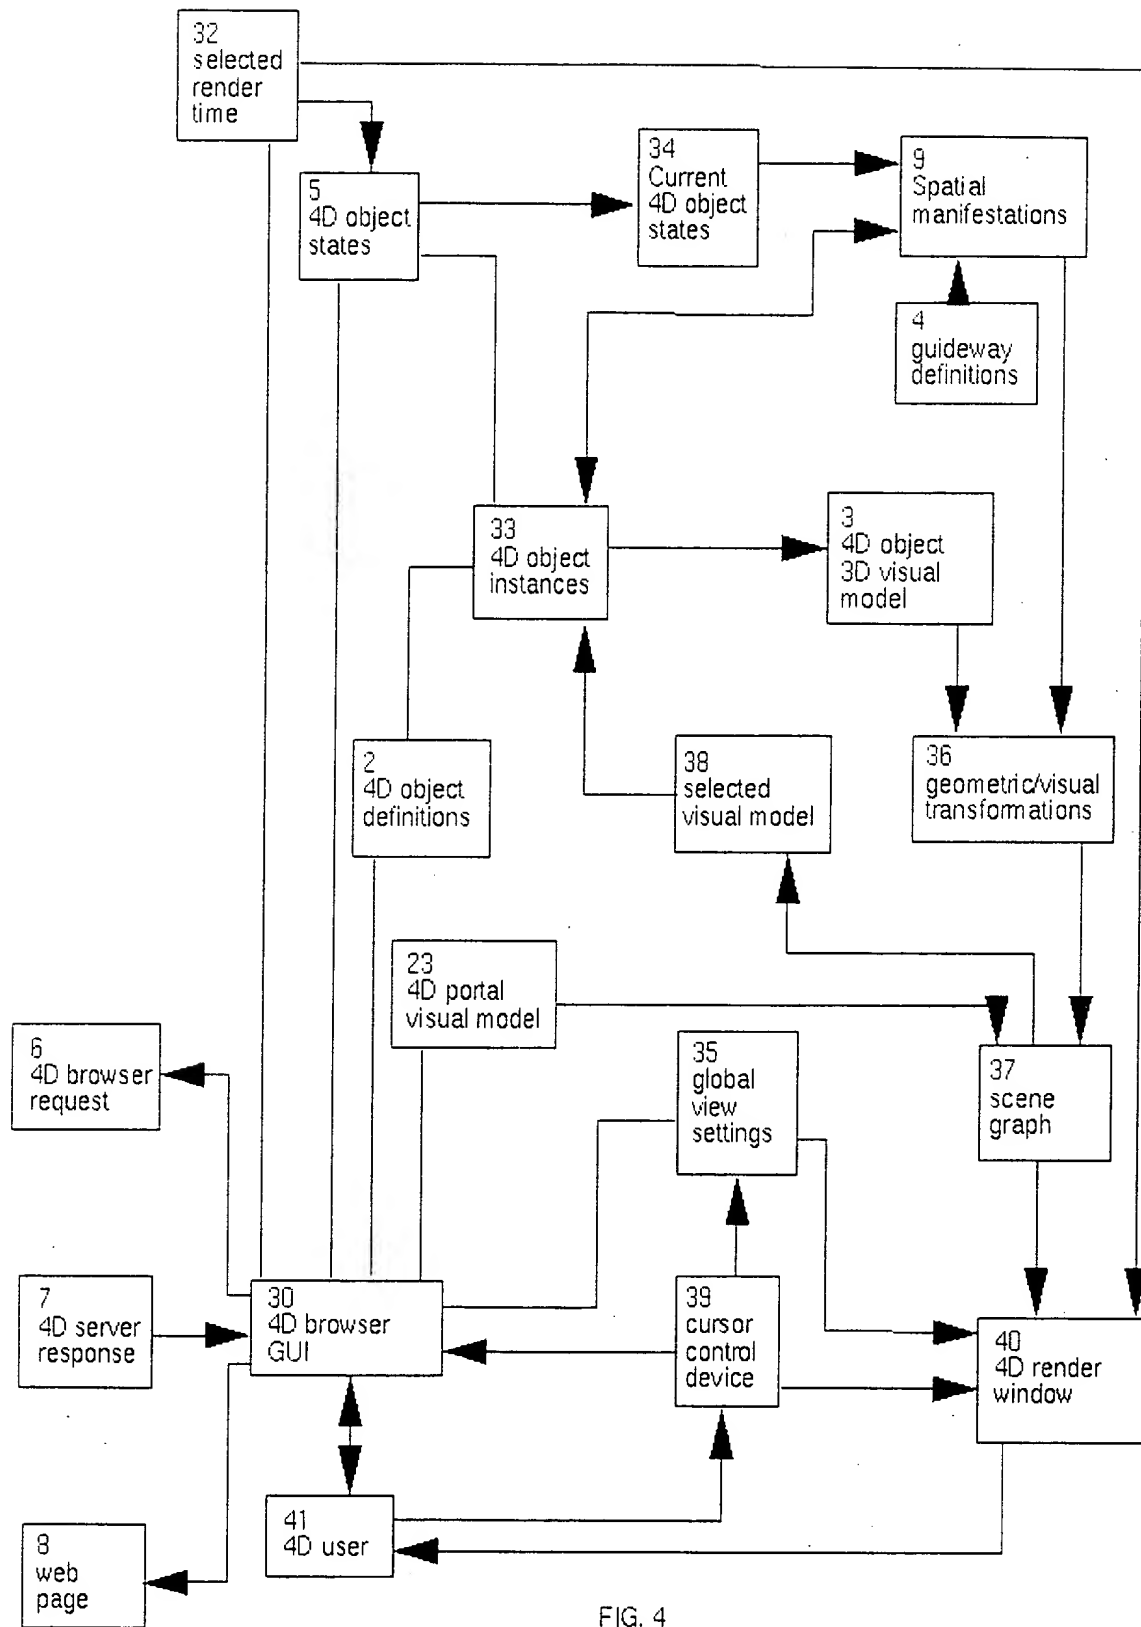 32
selected
render
time
5
4D object
states
34
Current
4D object
states
9
Spatial
manifestations
4
guideway
definitions
33
4D object
instances
3
4D object
3D visual
model
2
4D object
definitions
38
selected
visual model
36
geometric/visual
transformations
23
4D portal
visual model
6
4D browser
request
35
global
view
settings
37
scene
graph
7
4D server
response
30
4D browser
GUI
39
cursor
control
device
40
4D render
window
41
4D user
8
web
page
FIG. 4